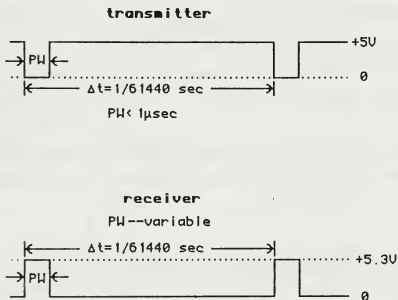 transmitter
+5V
PW
0
Δt=1/61440 sec
PW< 1μsec
receiver
PW--variable
Δt=1/61440 sec
+5.3V
PW
0